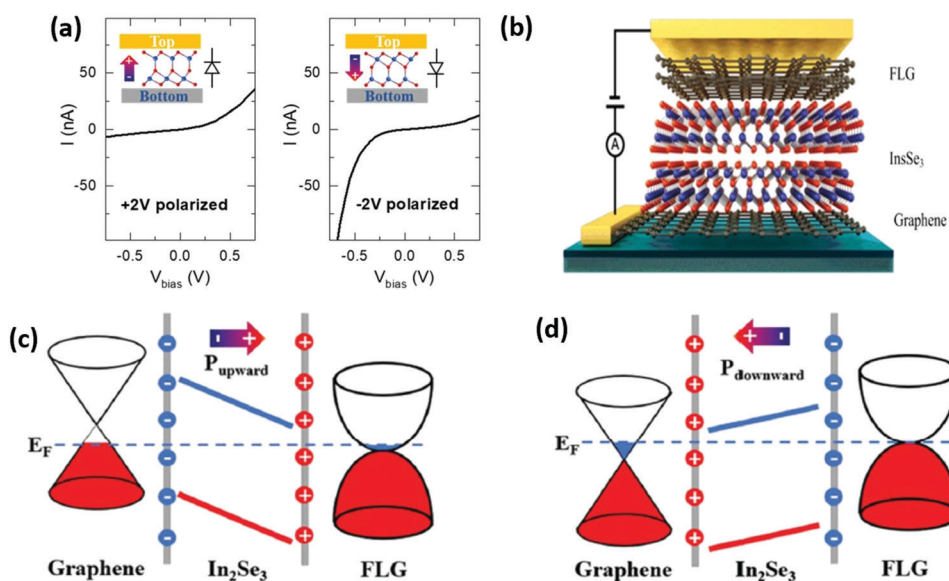 (a)
Top
Bottom
50
0
-50
I (nA)
+2V polarized
-0.5 0.0 0.5
V_bias (V)
Top
Bottom
50
0
-50
I (nA)
-2V polarized
-0.5 0.0 0.5
V_bias (V)
(b)
A
FLG
InsSe₃
Graphene
(c)
P_upward
E_F
Graphene
In₂Se₃
FLG
(d)
P_downward
E_F
Graphene
In₂Se₃
FLG